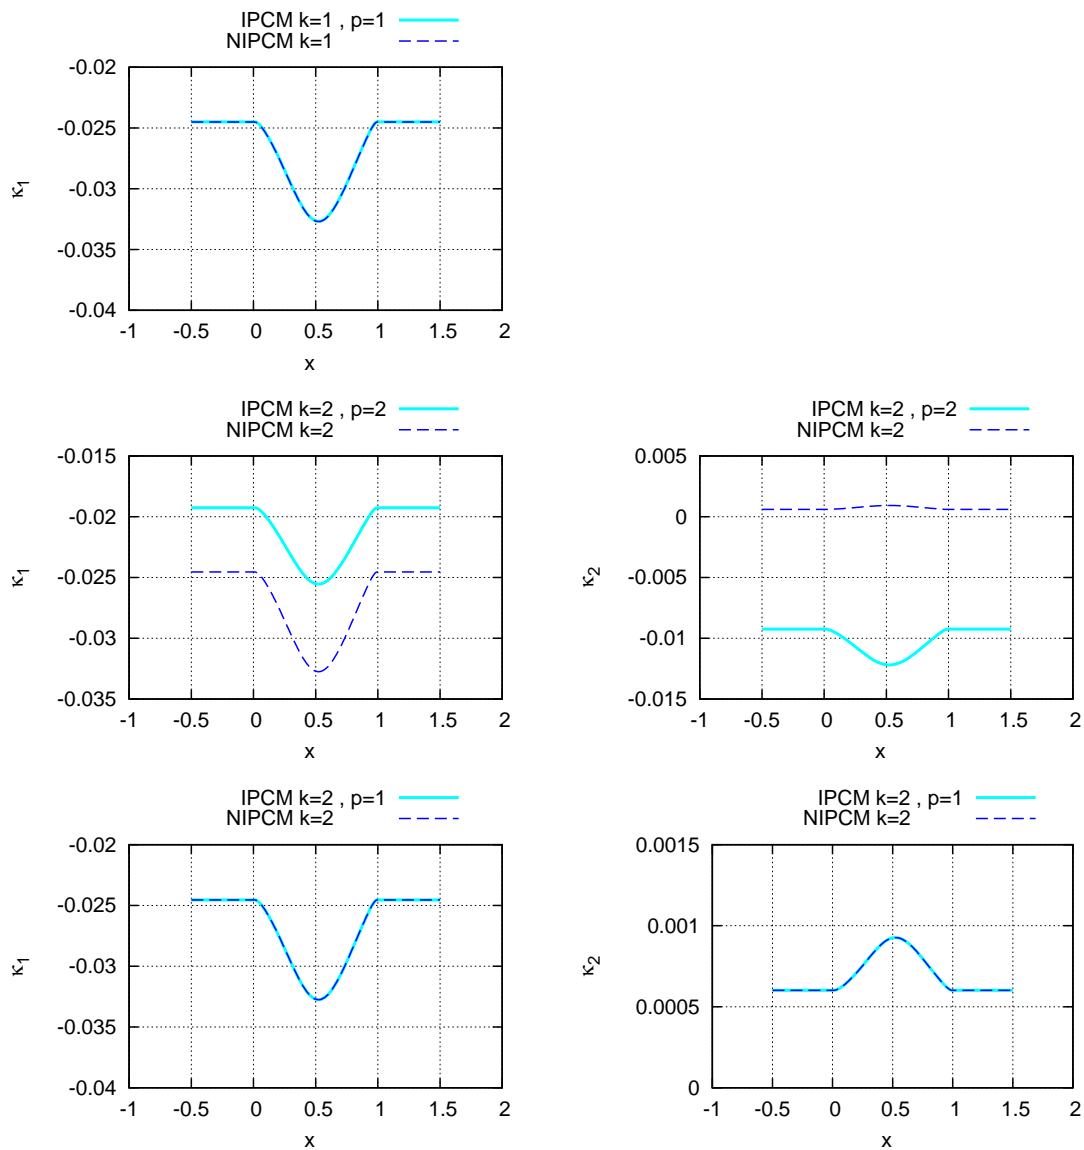 IPCM k=1 , p=1
NIPCM k=1
-0.02
-0.025
-0.03
-0.035
-0.04
κ1
-1 -0.5 0 0.5 1 1.5 2
x
IPCM k=2 , p=2
NIPCM k=2
-0.015
-0.02
-0.025
-0.03
-0.035
κ1
-1 -0.5 0 0.5 1 1.5 2
x
IPCM k=2 , p=2
NIPCM k=2
0.005
0
-0.005
-0.01
-0.015
κ2
-1 -0.5 0 0.5 1 1.5 2
x
IPCM k=2 , p=1
NIPCM k=2
-0.02
-0.025
-0.03
-0.035
-0.04
κ1
-1 -0.5 0 0.5 1 1.5 2
x
IPCM k=2 , p=1
NIPCM k=2
0.0015
0.001
0.0005
0
κ2
-1 -0.5 0 0.5 1 1.5 2
x